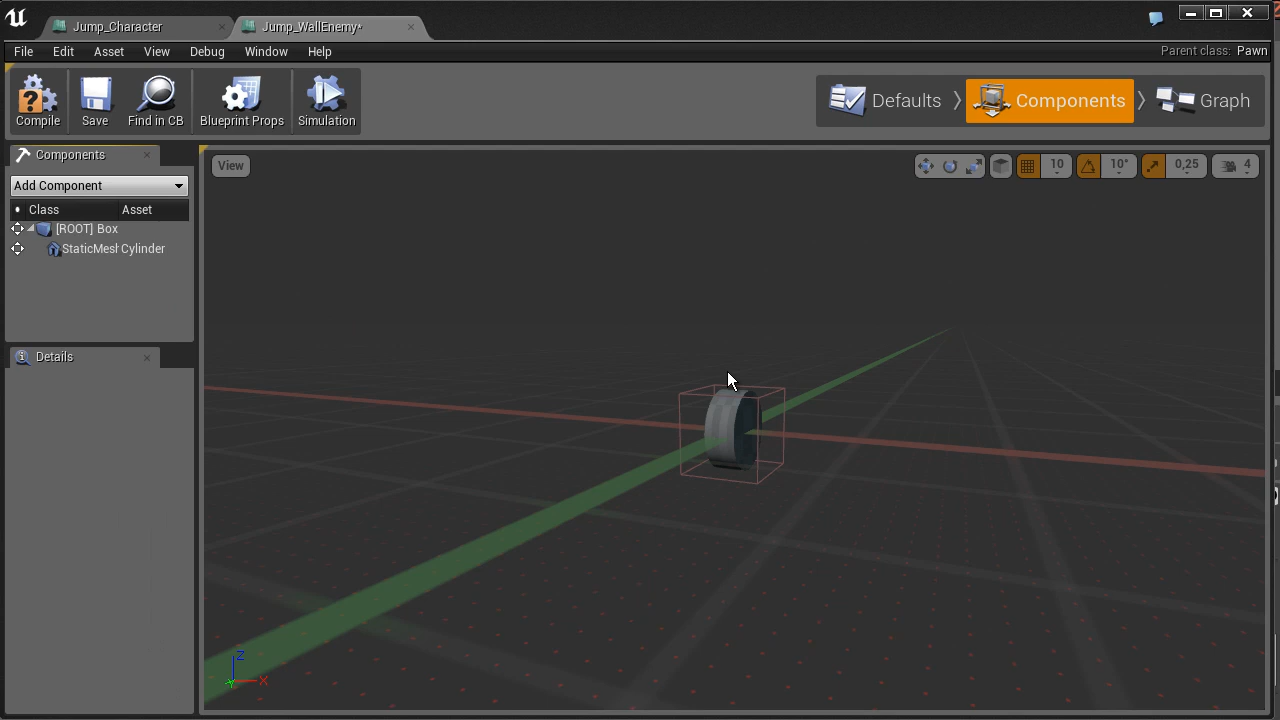 Jump_Character
Jump_WallEnemy*
File Edit Asset View Debug Window Help
Parent class: Pawn
Compile Save Find in CB Blueprint Props Simulation
Defaults Components Graph
Components
Add Component
Class Asset
[ROOT] Box
StaticMesh Cylinder
Details
View
10 10° 0,25 4
Z
X